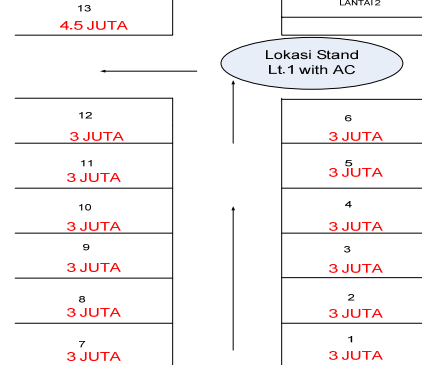 13
4.5 JUTA
LANTAI 2
Lokasi Stand
Lt.1 with AC
12
3 JUTA
11
3 JUTA
10
3 JUTA
9
3 JUTA
8
3 JUTA
7
3 JUTA
6
3 JUTA
5
3 JUTA
4
3 JUTA
3
3 JUTA
2
3 JUTA
1
3 JUTA